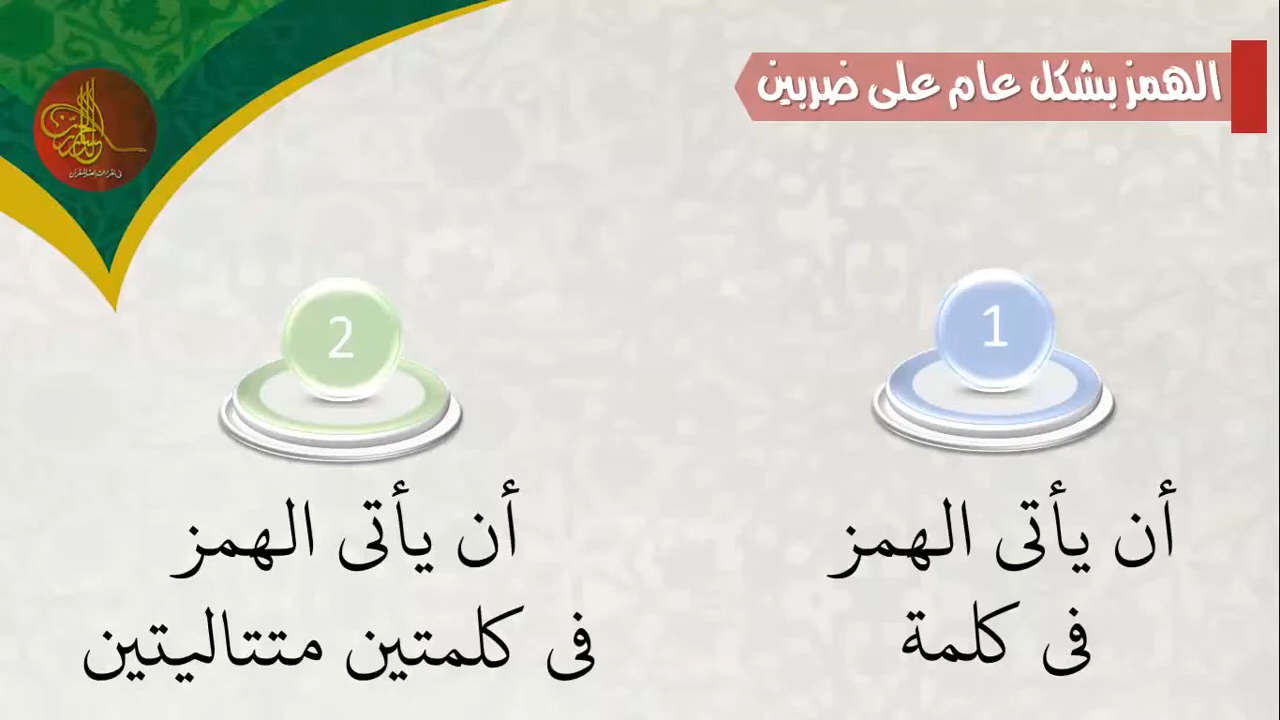 الهمز بشكل عام على ضربين
1
أن يأتى الهمز
فى كلمة
2
أن يأتى الهمز
فى كلمتين متتاليتين